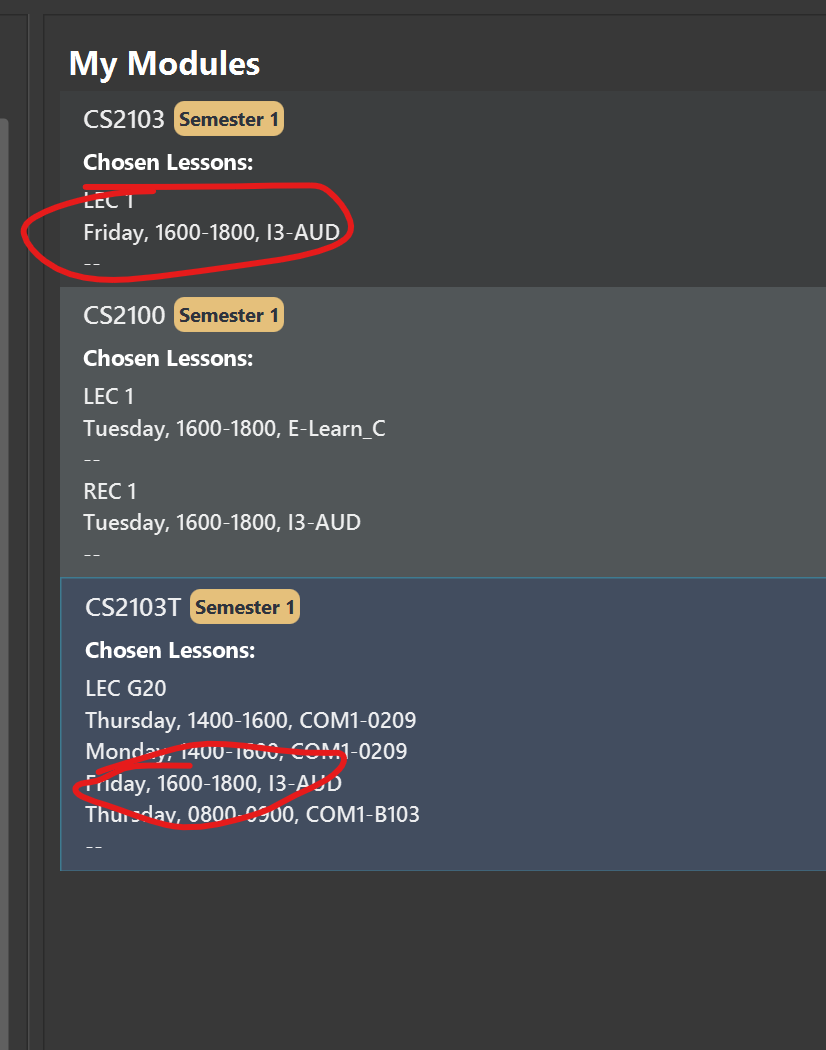 My Modules
CS2103 Semester 1
Chosen Lessons:
LEC 1
Friday, 1600-1800, I3-AUD
--
CS2100 Semester 1
Chosen Lessons:
LEC 1
Tuesday, 1600-1800, E-Learn_C
--
REC 1
Tuesday, 1600-1800, I3-AUD
--
CS2103T Semester 1
Chosen Lessons:
LEC G20
Thursday, 1400-1600, COM1-0209
Monday, 1400-1600, COM1-0209
Friday, 1600-1800, I3-AUD
Thursday, 0800-0900, COM1-B103
--